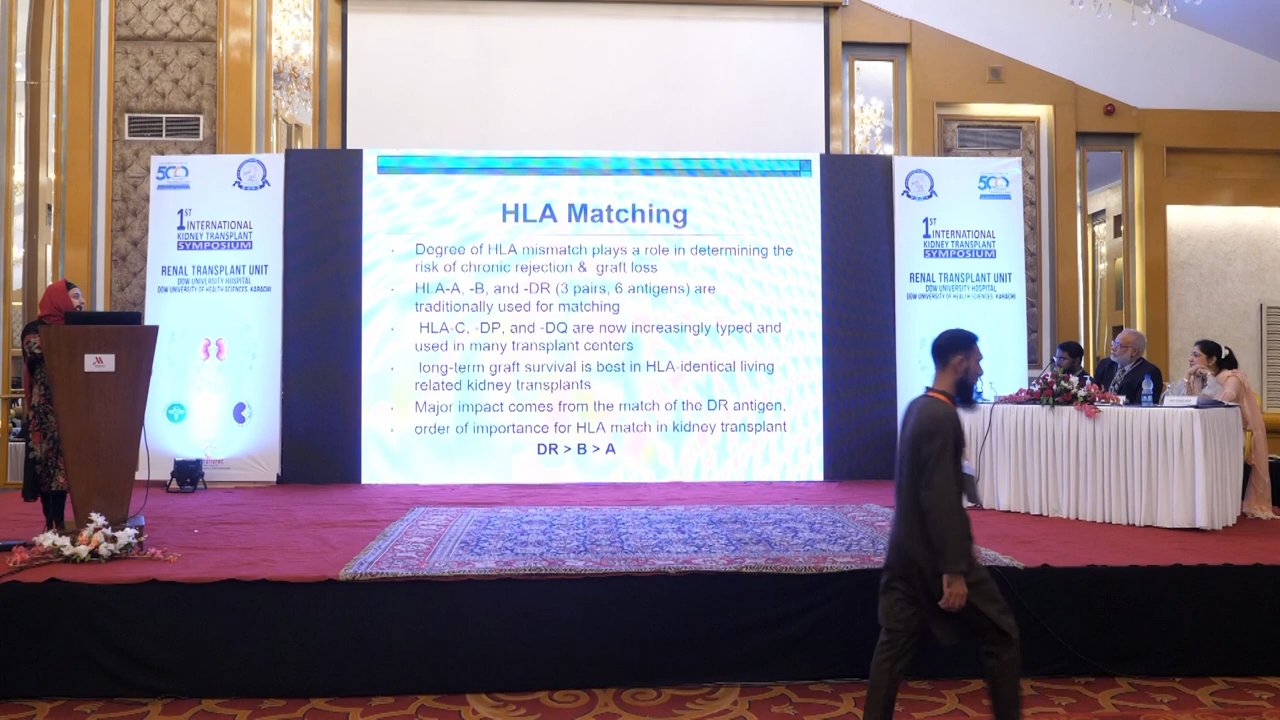 500
1ST
INTERNATIONAL
KIDNEY TRANSPLANT
SYMPOSIUM
RENAL TRANSPLANT UNIT
DOW UNIVERSITY HOSPITAL
DOW UNIVERSITY OF HEALTH SCIENCES, KARACHI
HLA Matching
· Degree of HLA mismatch plays a role in determining the
risk of chronic rejection & graft loss
· HLA-A, -B, and -DR (3 pairs, 6 antigens) are
traditionally used for matching
· HLA-C, -DP, and -DQ are now increasingly typed and
used in many transplant centers
· long-term graft survival is best in HLA-identical living
related kidney transplants
· Major impact comes from the match of the DR antigen,
· order of importance for HLA match in kidney transplant
DR > B > A
500
1ST
INTERNATIONAL
KIDNEY TRANSPLANT
SYMPOSIUM
RENAL TRANSPLANT UNIT
DOW UNIVERSITY HOSPITAL
DOW UNIVERSITY OF HEALTH SCIENCES, KARACHI